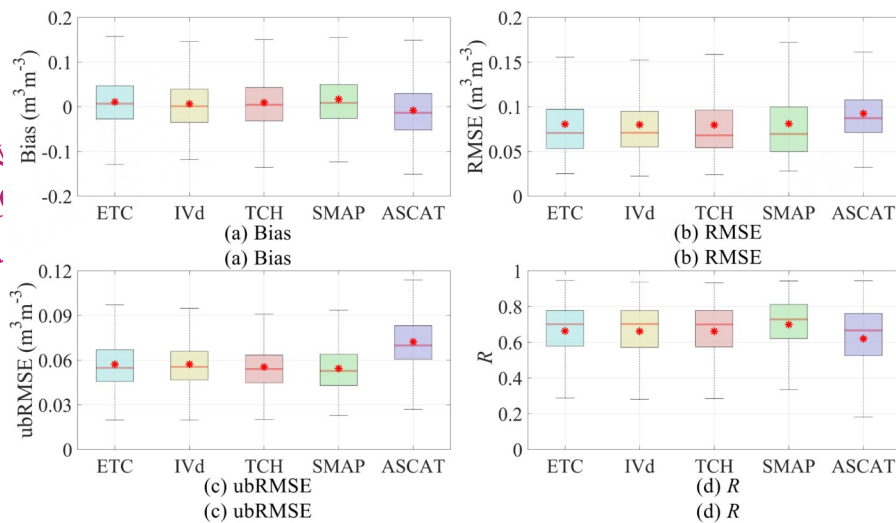 0.2
0.1
0
-0.1
-0.2
Bias (m³m⁻³)
ETC IVd TCH SMAP ASCAT
(a) Bias
(a) Bias
0.2
0.15
0.1
0.05
0
RMSE (m³m⁻³)
ETC IVd TCH SMAP ASCAT
(b) RMSE
(b) RMSE
0.12
0.09
0.06
0.03
0
ubRMSE (m³m⁻³)
ETC IVd TCH SMAP ASCAT
(c) ubRMSE
(c) ubRMSE
1
0.8
0.6
0.4
0.2
0
R
ETC IVd TCH SMAP ASCAT
(d) R
(d) R